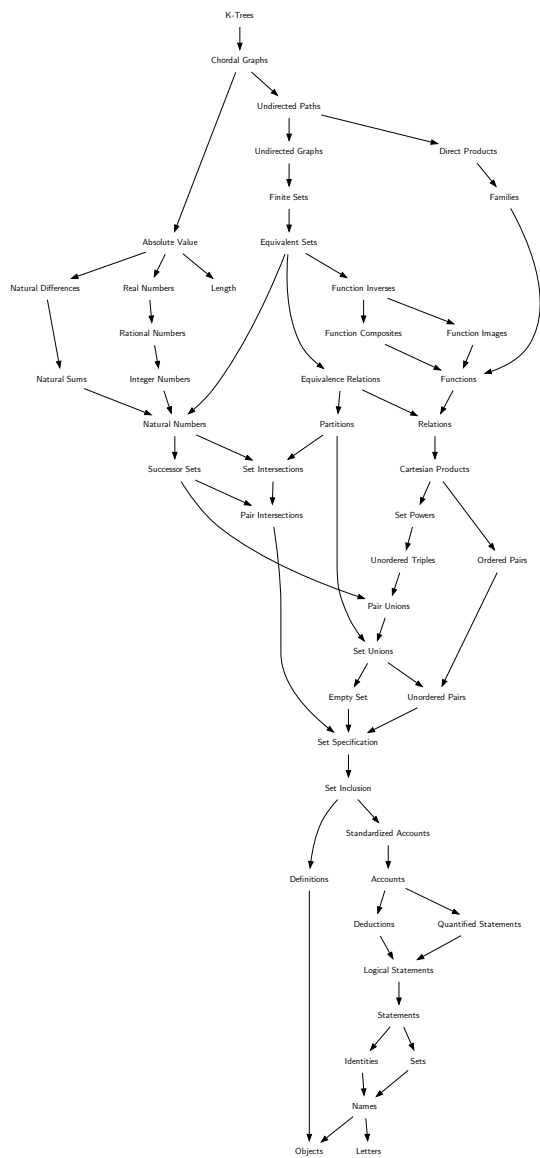 K-Trees
Chordal Graphs
Undirected Paths
Undirected Graphs
Direct Products
Finite Sets
Families
Absolute Value
Equivalent Sets
Natural Differences
Real Numbers
Length
Function Inverses
Rational Numbers
Function Composites
Function Images
Natural Sums
Integer Numbers
Equivalence Relations
Functions
Natural Numbers
Partitions
Relations
Successor Sets
Set Intersections
Cartesian Products
Pair Intersections
Set Powers
Unordered Triples
Ordered Pairs
Pair Unions
Set Unions
Empty Set
Unordered Pairs
Set Specification
Set Inclusion
Standardized Accounts
Definitions
Accounts
Deductions
Quantified Statements
Logical Statements
Statements
Identities
Sets
Names
Objects
Letters